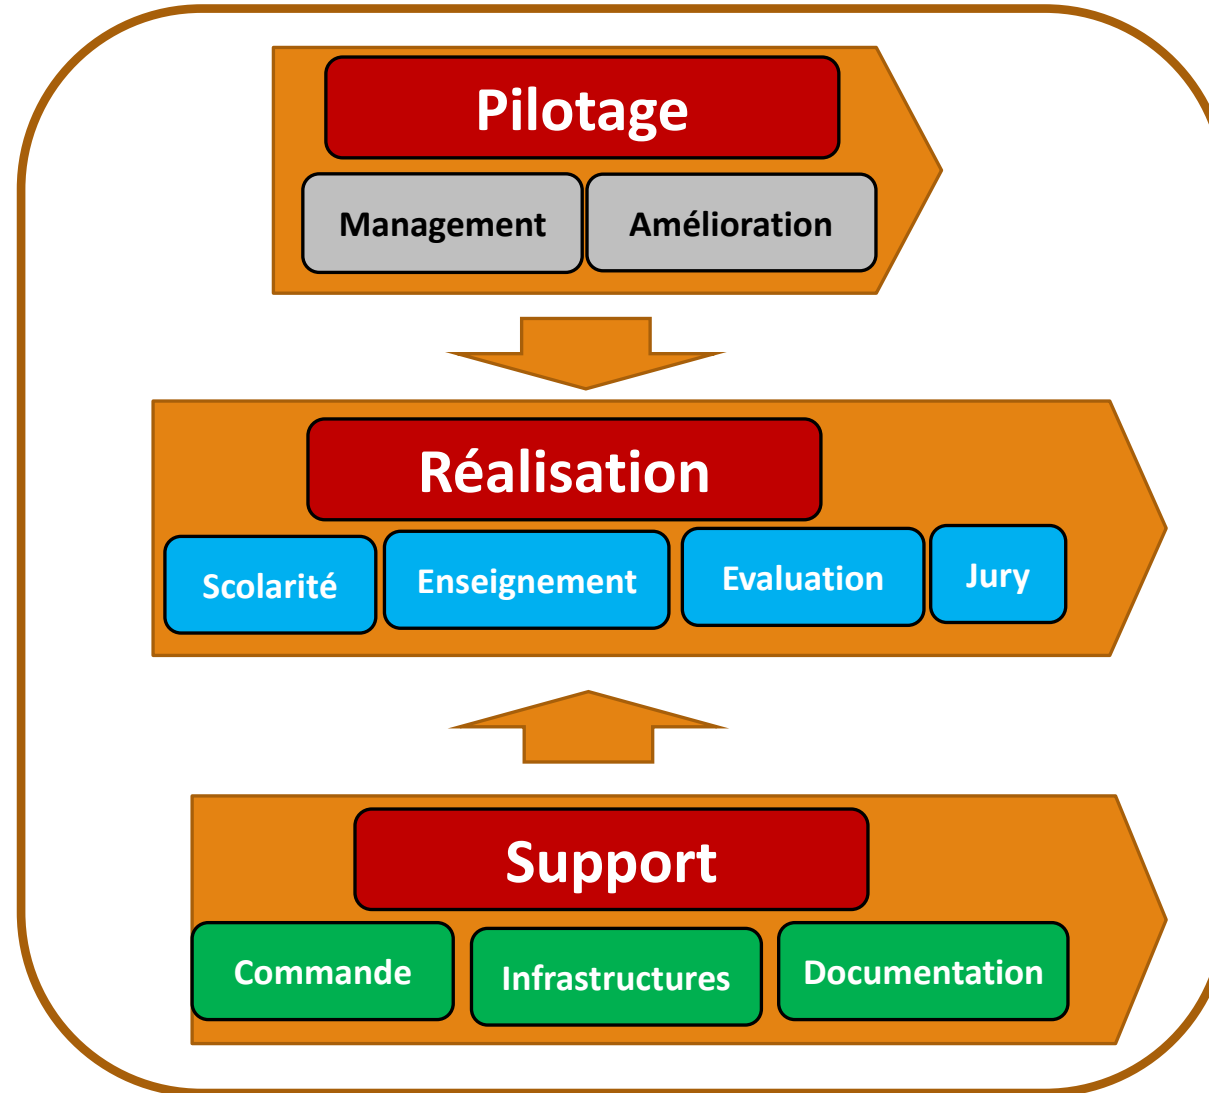 Pilotage
Management
Amélioration
Réalisation
Scolarité
Enseignement
Evaluation
Jury
Support
Commande
Infrastructures
Documentation